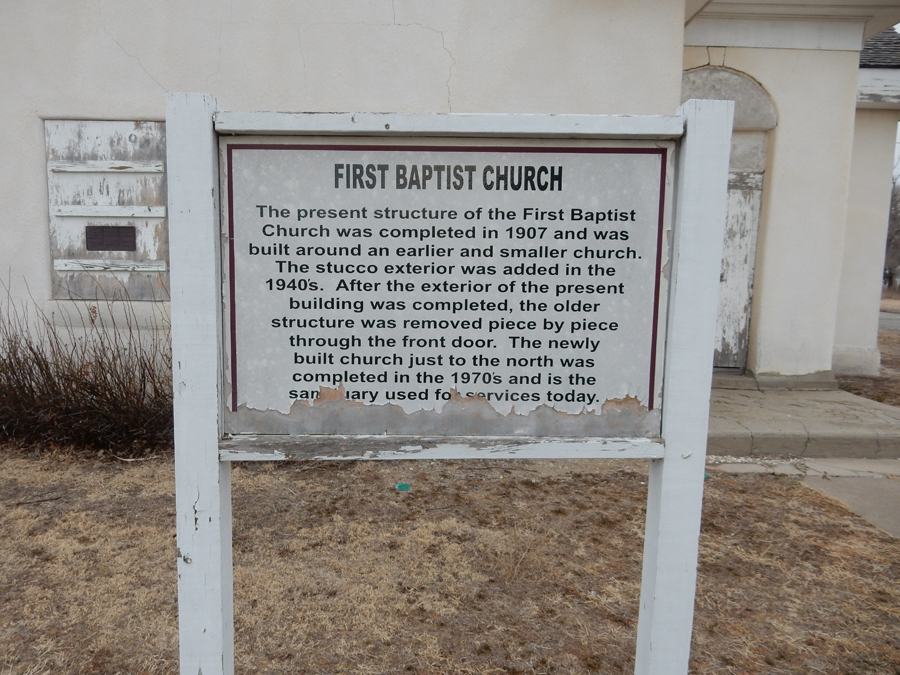 FIRST BAPTIST CHURCH
The present structure of the First Baptist
Church was completed in 1907 and was
built around an earlier and smaller church.
The stucco exterior was added in the
1940's. After the exterior of the present
building was completed, the older
structure was removed piece by piece
through the front door. The newly
built church just to the north was
completed in the 1970's and is the
sanctuary used for services today.